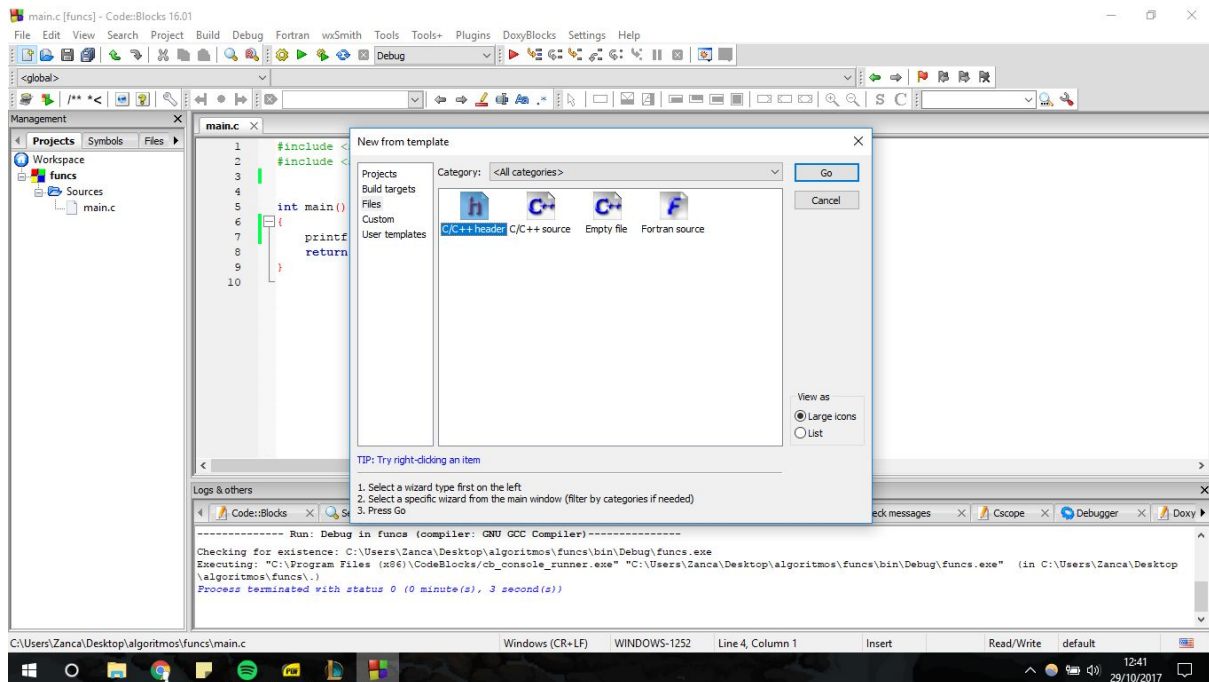 main.c [funcs] - Code::Blocks 16.01
File Edit View Search Project Build Debug Fortran wxSmith Tools Tools+ Plugins DoxyBlocks Settings Help
Debug
<global>
/** *<
S C
Management
Projects Symbols Files
Workspace
funcs
Sources
main.c
main.c
1 #include <
2 #include <
3
4
5 int main()
6 {
7 printf
8 return
9 }
10
New from template
Projects
Build targets
Files
Custom
User templates
Category: <All categories>
Go
Cancel
C/C++ header C/C++ source Empty file Fortran source
View as
Large icons
List
TIP: Try right-clicking an item
1. Select a wizard type first on the left
2. Select a specific wizard from the main window (filter by categories if needed)
3. Press Go
Logs & others
Code::Blocks Se eck messages Cscope Debugger Doxy
-------------- Run: Debug in funcs (compiler: GNU GCC Compiler)---------------
Checking for existence: C:\Users\Zanca\Desktop\algoritmos\funcs\bin\Debug\funcs.exe
Executing: "C:\Program Files (x86)\CodeBlocks/cb_console_runner.exe" "C:\Users\Zanca\Desktop\algoritmos\funcs\bin\Debug\funcs.exe" (in C:\Users\Zanca\Desktop
\algoritmos\funcs\.)
Process terminated with status 0 (0 minute(s), 3 second(s))
C:\Users\Zanca\Desktop\algoritmos\funcs\main.c Windows (CR+LF) WINDOWS-1252 Line 4, Column 1 Insert Read/Write default
12:41
29/10/2017